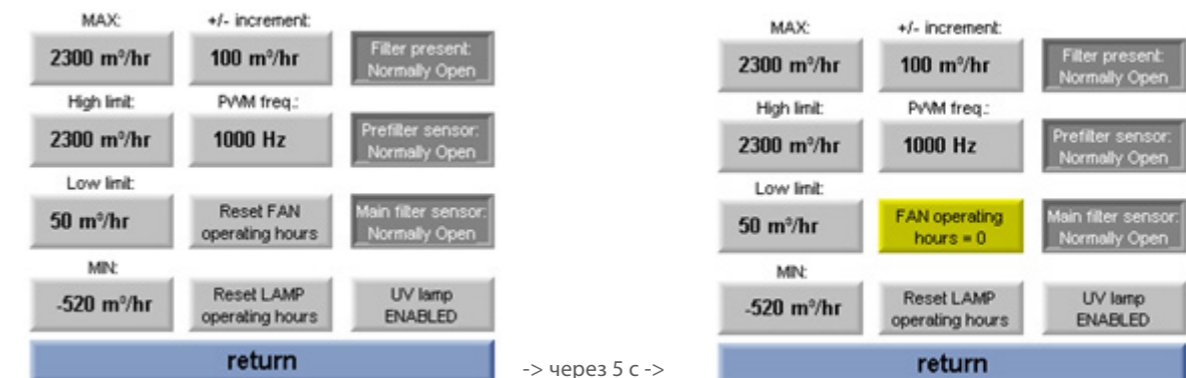 MAX: +/- increment:
2300 m³/hr 100 m³/hr Filter present:
Normally Open
High limit: PWM freq.:
2300 m³/hr 1000 Hz Prefilter sensor:
Normally Open
Low limit:
50 m³/hr Reset FAN
operating hours Main filter sensor:
Normally Open
MIN:
-520 m³/hr Reset LAMP
operating hours UV lamp
ENABLED
return
-> через 5 с ->
MAX: +/- increment:
2300 m³/hr 100 m³/hr Filter present:
Normally Open
High limit: PWM freq.:
2300 m³/hr 1000 Hz Prefilter sensor:
Normally Open
Low limit:
50 m³/hr FAN operating
hours = 0 Main filter sensor:
Normally Open
MIN:
-520 m³/hr Reset LAMP
operating hours UV lamp
ENABLED
return